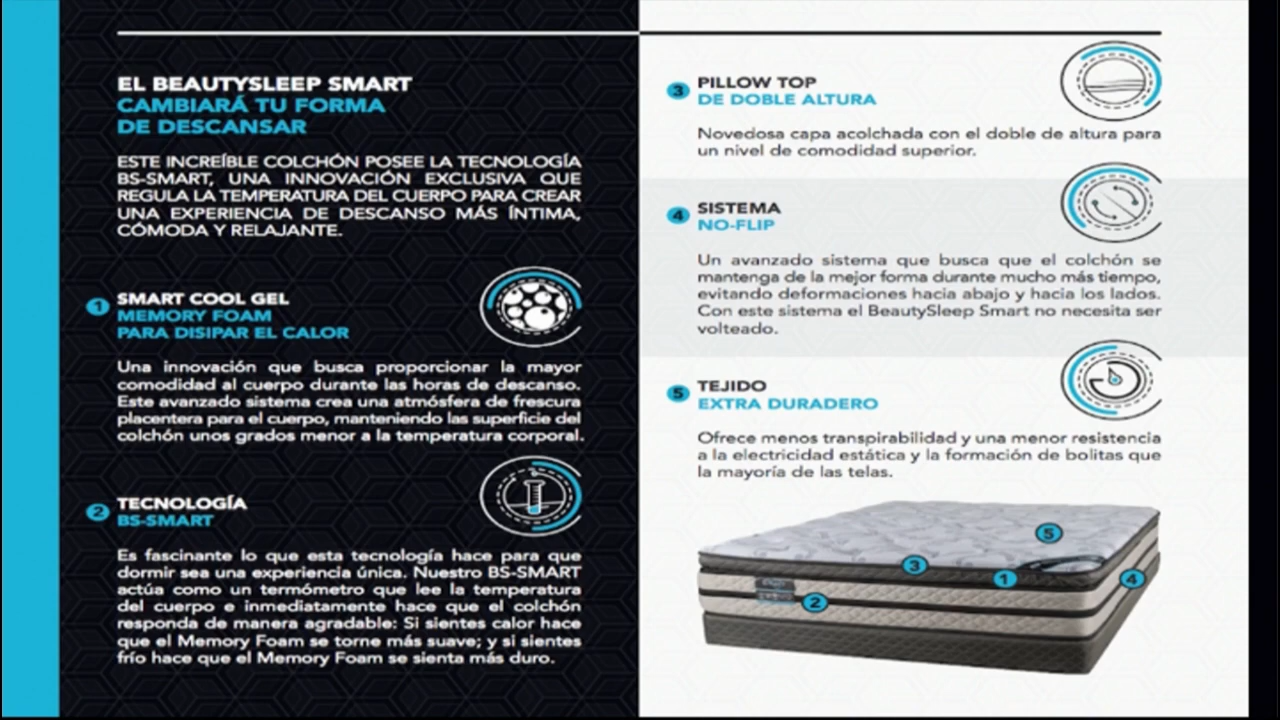 EL BEAUTYSLEEP SMART
CAMBIARÁ TU FORMA
DE DESCANSAR
ESTE INCREÍBLE COLCHÓN POSEE LA TECNOLOGÍA
BS-SMART, UNA INNOVACIÓN EXCLUSIVA QUE
REGULA LA TEMPERATURA DEL CUERPO PARA CREAR
UNA EXPERIENCIA DE DESCANSO MÁS ÍNTIMA,
CÓMODA Y RELAJANTE.
1 SMART COOL GEL
MEMORY FOAM
PARA DISIPAR EL CALOR
Una innovación que busca proporcionar la mayor
comodidad al cuerpo durante las horas de descanso.
Este avanzado sistema crea una atmósfera de frescura
placentera para el cuerpo, manteniendo las superficie del
colchón unos grados menor a la temperatura corporal.
2 TECNOLOGÍA
BS-SMART
Es fascinante lo que esta tecnología hace para que
dormir sea una experiencia única. Nuestro BS-SMART
actúa como un termómetro que lee la temperatura
del cuerpo e inmediatamente hace que el colchón
responda de manera agradable: Si sientes calor hace
que el Memory Foam se torne más suave; y si sientes
frío hace que el Memory Foam se sienta más duro.
3 PILLOW TOP
DE DOBLE ALTURA
Novedosa capa acolchada con el doble de altura para
un nivel de comodidad superior.
4 SISTEMA
NO-FLIP
Un avanzado sistema que busca que el colchón se
mantenga de la mejor forma durante mucho más tiempo,
evitando deformaciones hacia abajo y hacia los lados.
Con este sistema el BeautySleep Smart no necesita ser
volteado.
5 TEJIDO
EXTRA DURADERO
Ofrece menos transpirabilidad y una menor resistencia
a la electricidad estática y la formación de bolitas que
la mayoría de las telas.
5
3
1
4
2